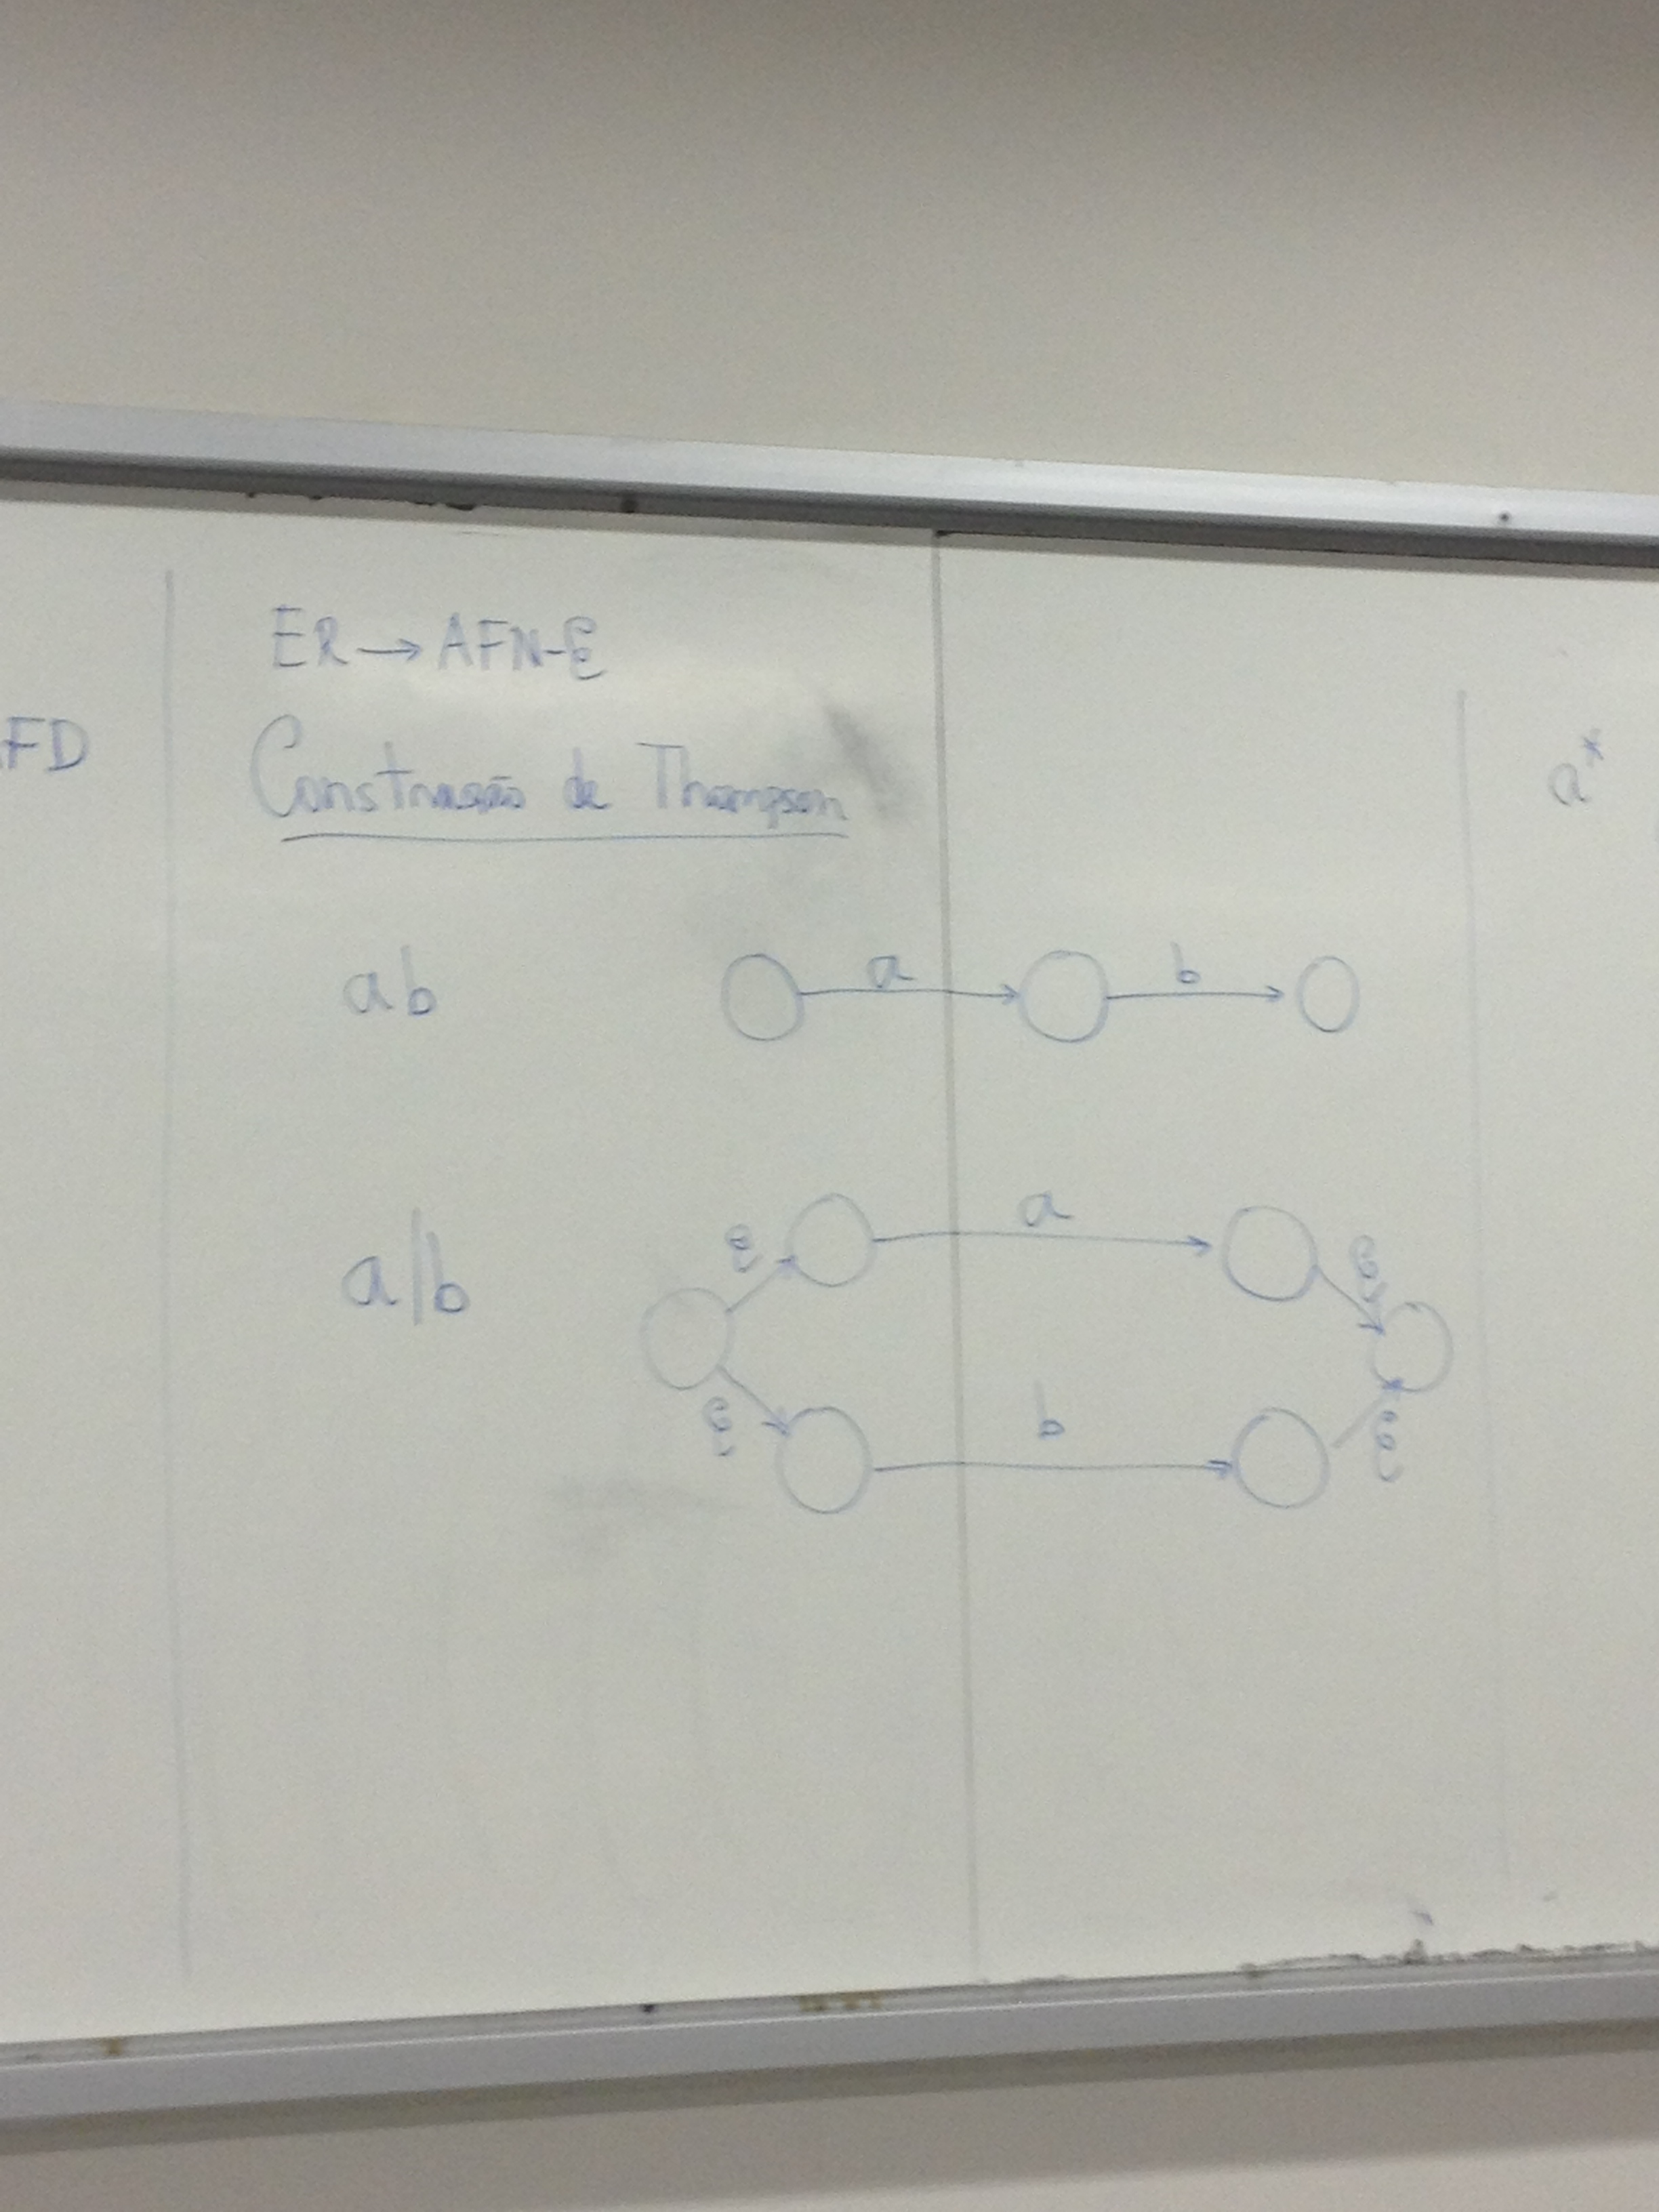 FD
ER → AFN-ε
Construção de Thompson
ab
a b
a|b
ε a ε
ε b ε
a*